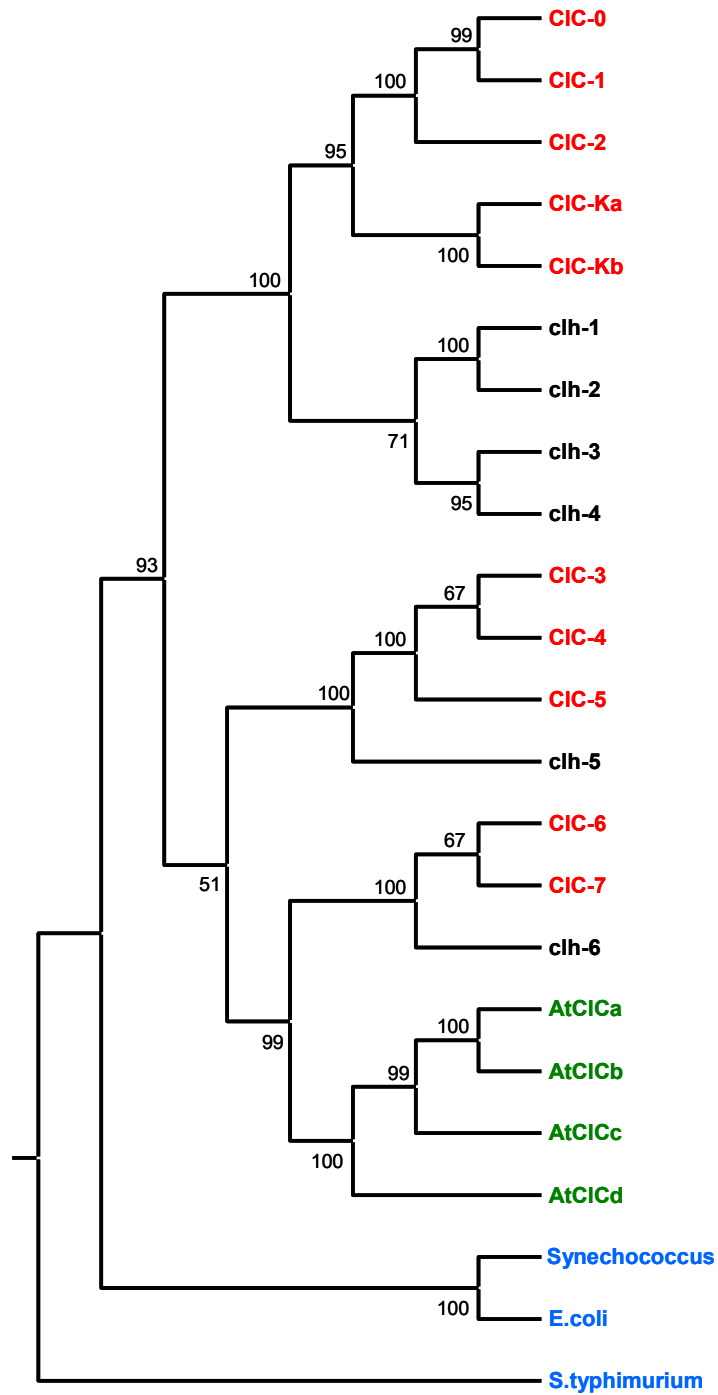 ClC-0
99
ClC-1
100
ClC-2
95
ClC-Ka
100
ClC-Kb
100
clh-1
100
clh-2
71
clh-3
95
clh-4
93
ClC-3
67
ClC-4
100
ClC-5
100
clh-5
51
ClC-6
67
ClC-7
100
clh-6
99
AtClCa
100
AtClCb
99
AtClCc
100
AtClCd
Synechococcus
100
E.coli
S.typhimurium